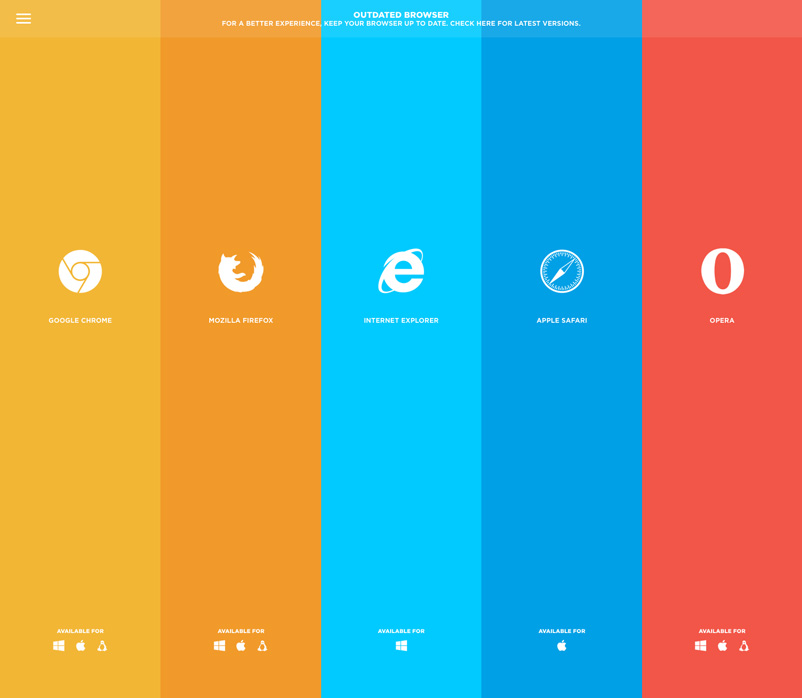 OUTDATED BROWSER
FOR A BETTER EXPERIENCE, KEEP YOUR BROWSER UP TO DATE. CHECK HERE FOR LATEST VERSIONS.
GOOGLE CHROME
MOZILLA FIREFOX
INTERNET EXPLORER
APPLE SAFARI
OPERA
AVAILABLE FOR
AVAILABLE FOR
AVAILABLE FOR
AVAILABLE FOR
AVAILABLE FOR